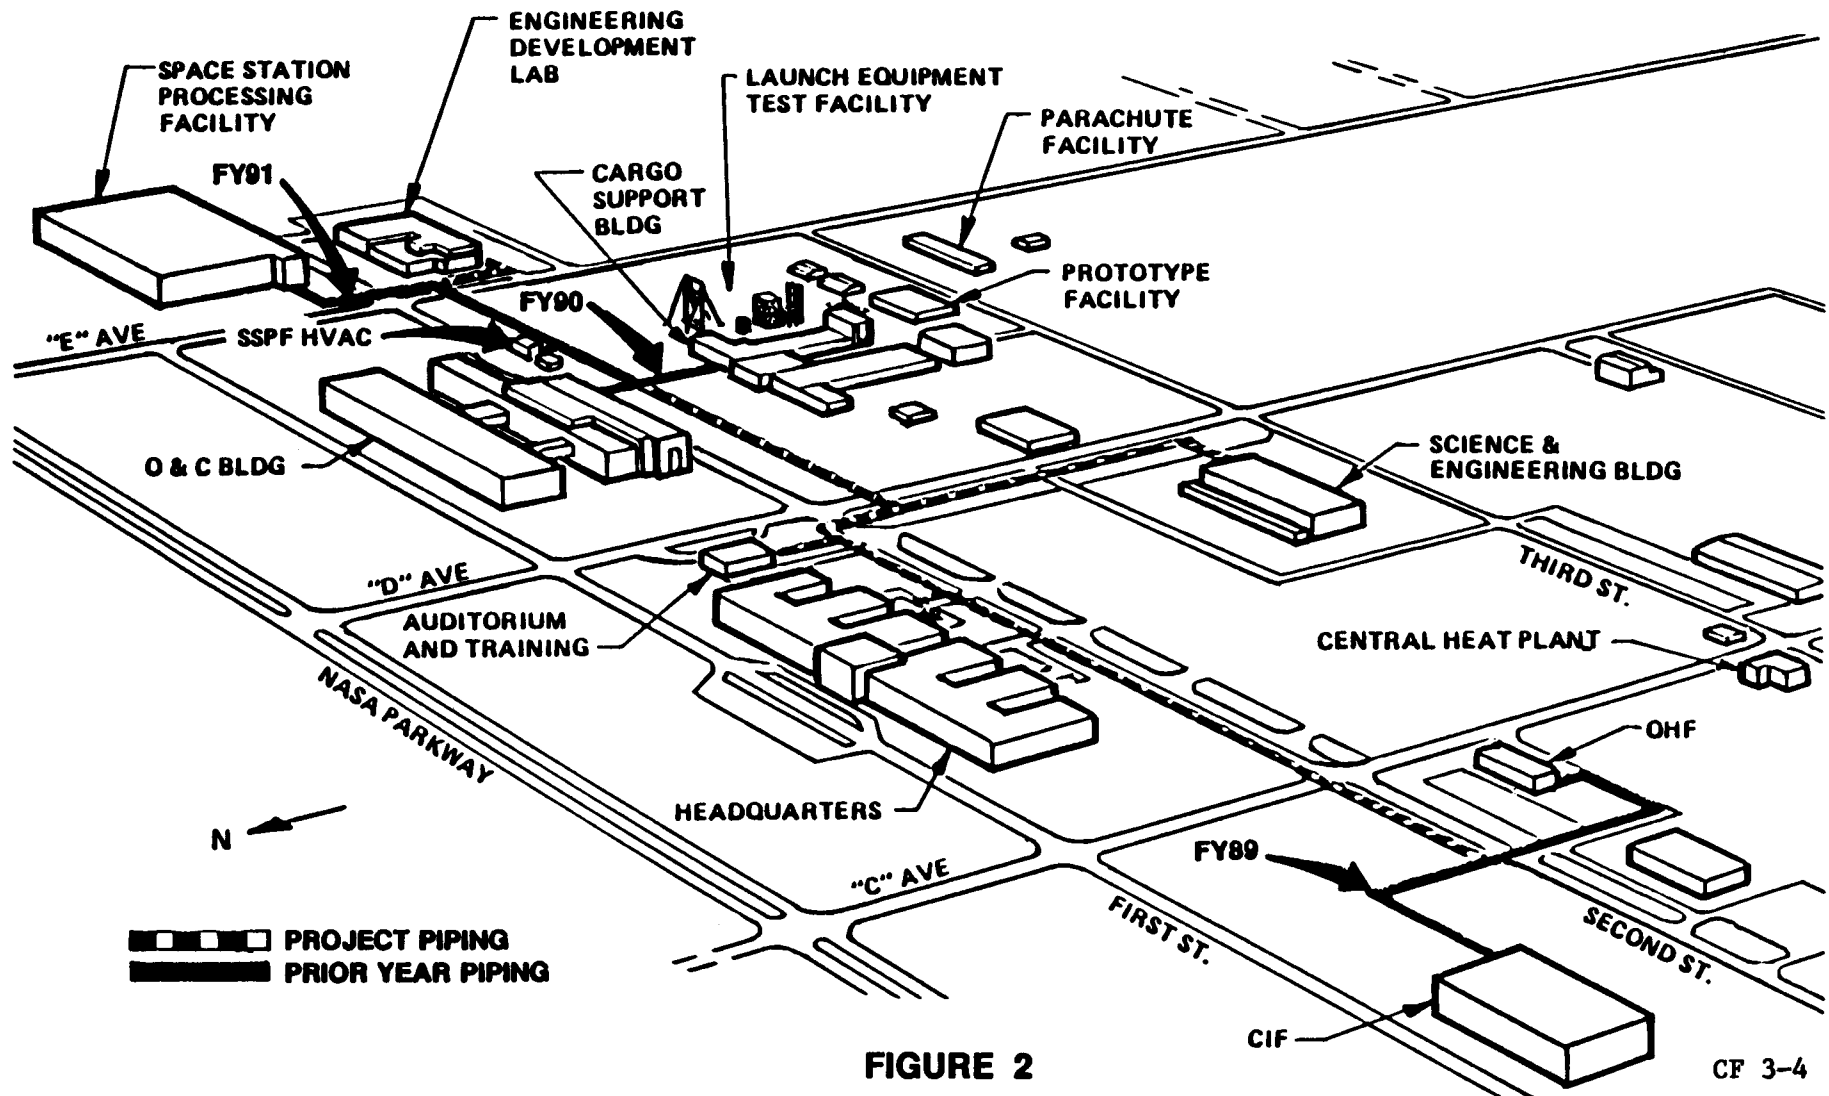 ENGINEERING
DEVELOPMENT
LAB
SPACE STATION
PROCESSING
FACILITY
LAUNCH EQUIPMENT
TEST FACILITY
PARACHUTE
FACILITY
FY91
CARGO
SUPPORT
BLDG
PROTOTYPE
FACILITY
FY90
"E" AVE
SSPF HVAC
O & C BLDG
SCIENCE &
ENGINEERING BLDG
"D" AVE
THIRD ST.
AUDITORIUM
AND TRAINING
CENTRAL HEAT PLANT
NASA PARKWAY
OHF
HEADQUARTERS
N
FY89
"C" AVE
FIRST ST.
SECOND ST.
PROJECT PIPING
PRIOR YEAR PIPING
CIF
FIGURE 2
CF 3-4